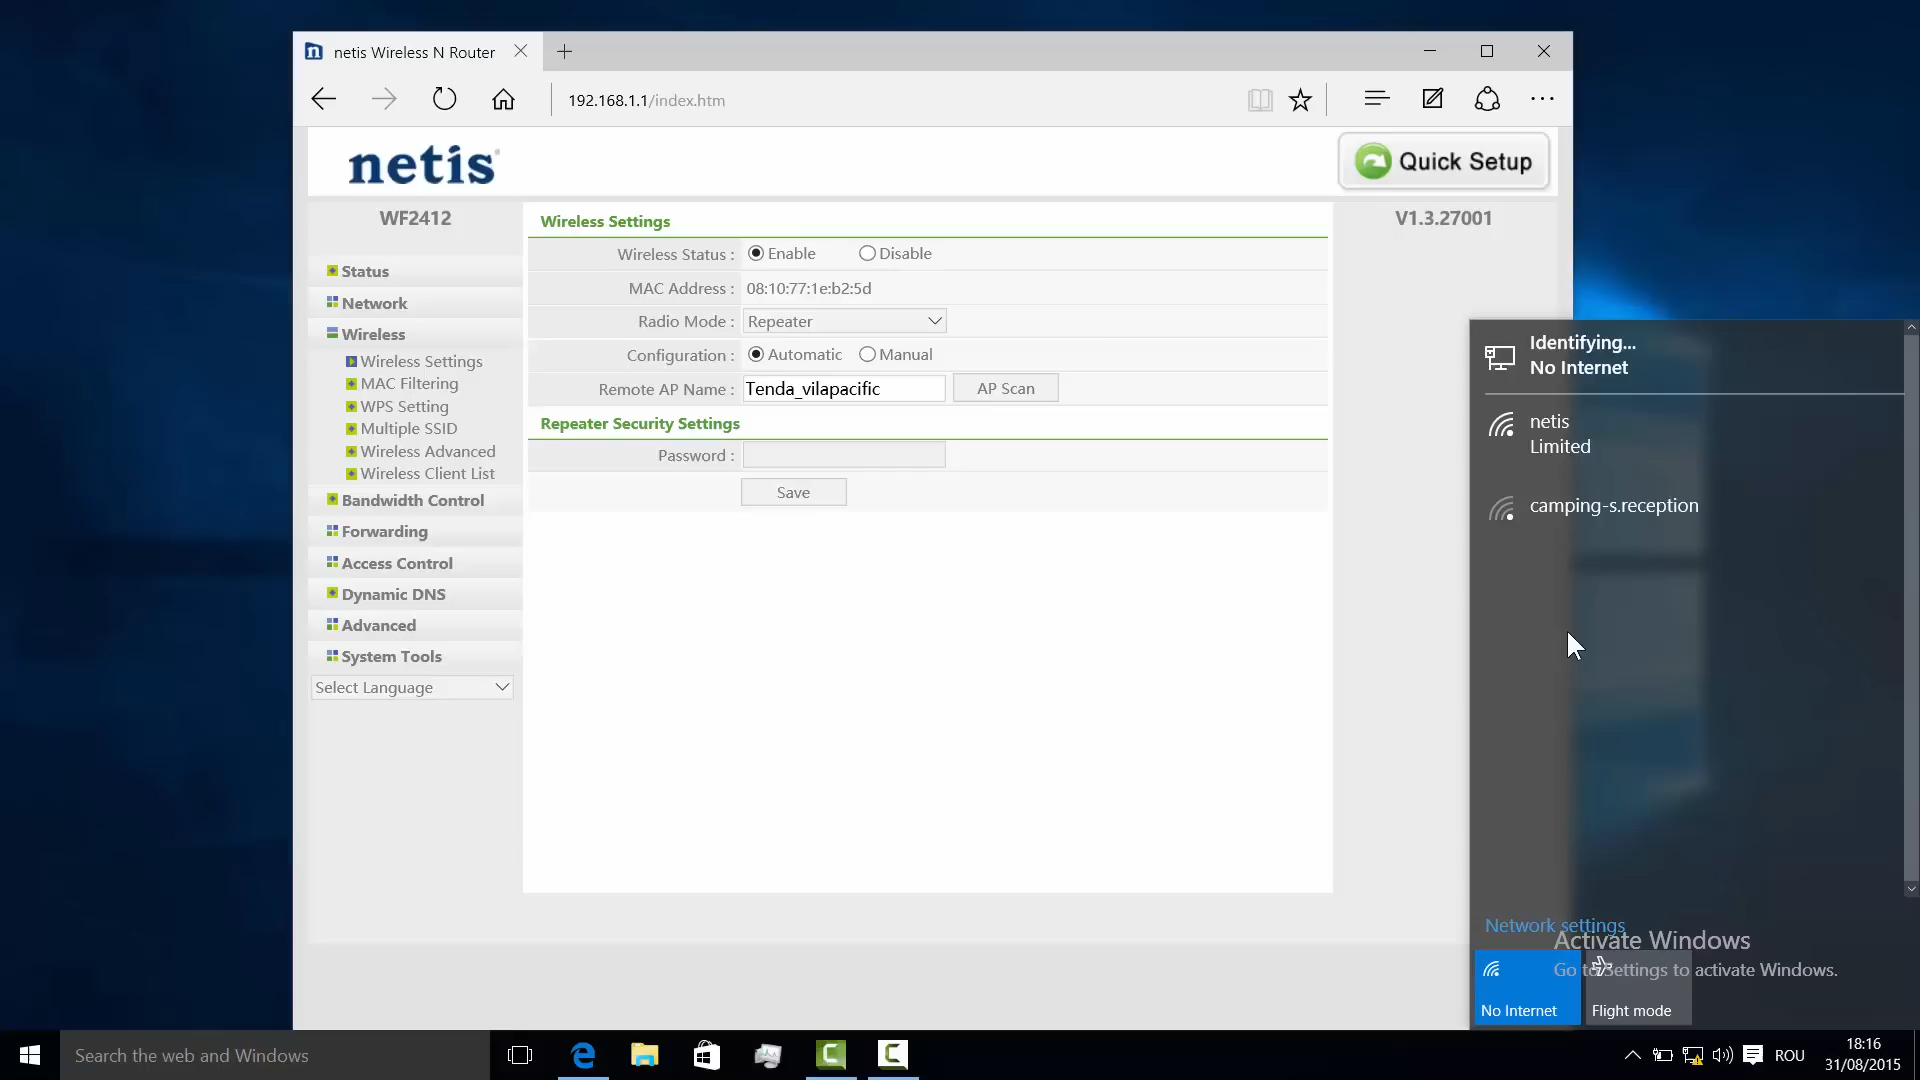 netis Wireless N Router
192.168.1.1/index.htm
netis
Quick Setup
WF2412
V1.3.27001
Status
Network
Wireless
Wireless Settings
MAC Filtering
WPS Setting
Multiple SSID
Wireless Advanced
Wireless Client List
Bandwidth Control
Forwarding
Access Control
Dynamic DNS
Advanced
System Tools
Select Language
Wireless Settings
Wireless Status : Enable Disable
MAC Address : 08:10:77:1e:b2:5d
Radio Mode : Repeater
Configuration : Automatic Manual
Remote AP Name : Tenda_vilapacific AP Scan
Repeater Security Settings
Password :
Save
Identifying...
No Internet
netis
Limited
camping-s.reception
Network settings
Activate Windows
Go to Settings to activate Windows.
No Internet
Flight mode
Search the web and Windows
ROU
18:16
31/08/2015